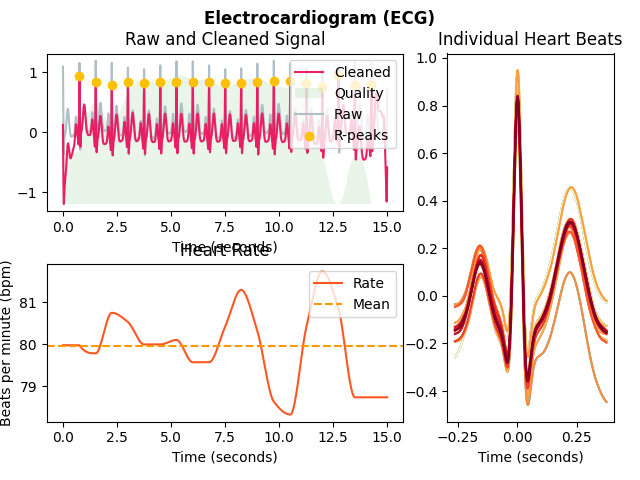 Electrocardiogram (ECG)
Raw and Cleaned Signal
1
0
−1
Cleaned
Quality
Raw
R-peaks
0.0 2.5 5.0 7.5 10.0 12.5 15.0
Time (seconds)
Heart Rate
Beats per minute (bpm)
81
80
79
Rate
Mean
0.0 2.5 5.0 7.5 10.0 12.5 15.0
Time (seconds)
Individual Heart Beats
1.0
0.8
0.6
0.4
0.2
0.0
−0.2
−0.4
−0.25 0.00 0.25
Time (seconds)